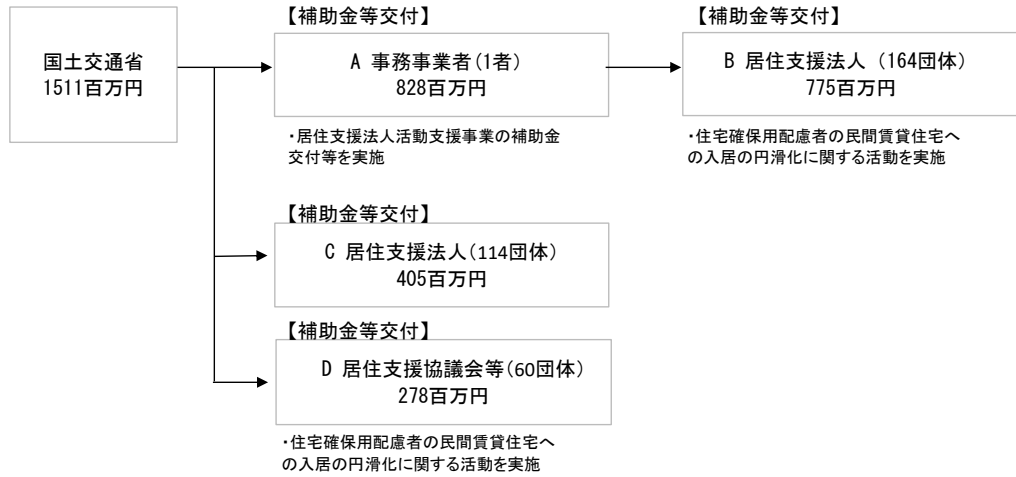 国土交通省
1511百万円
【補助金等交付】
A 事務事業者(1者)
828百万円
・居住支援法人活動支援事業の補助金
交付等を実施
【補助金等交付】
B 居住支援法人 (164団体)
775百万円
・住宅確保用配慮者の民間賃貸住宅へ
の入居の円滑化に関する活動を実施
【補助金等交付】
C 居住支援法人(114団体)
405百万円
【補助金等交付】
D 居住支援協議会等(60団体)
278百万円
・住宅確保用配慮者の民間賃貸住宅へ
の入居の円滑化に関する活動を実施